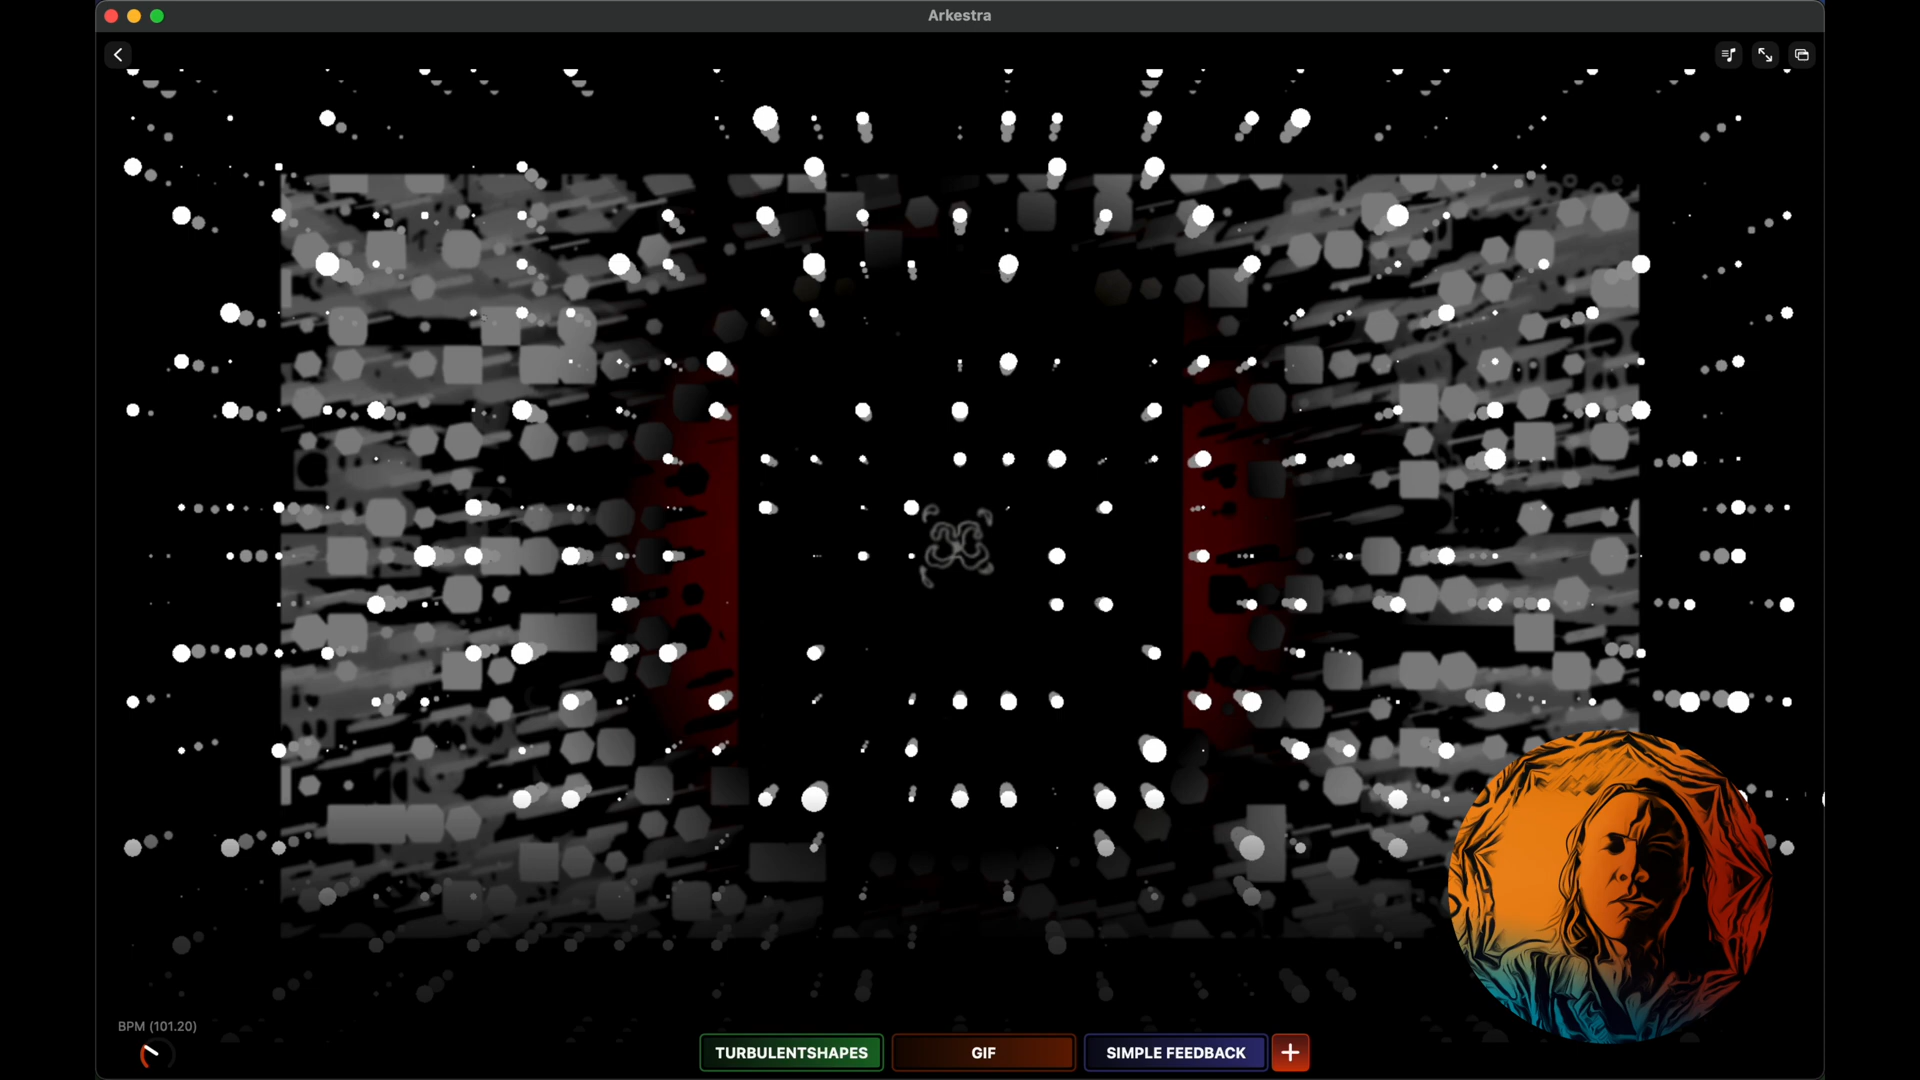 Arkestra
BPM (101.20)
TURBULENTSHAPES
GIF
SIMPLE FEEDBACK